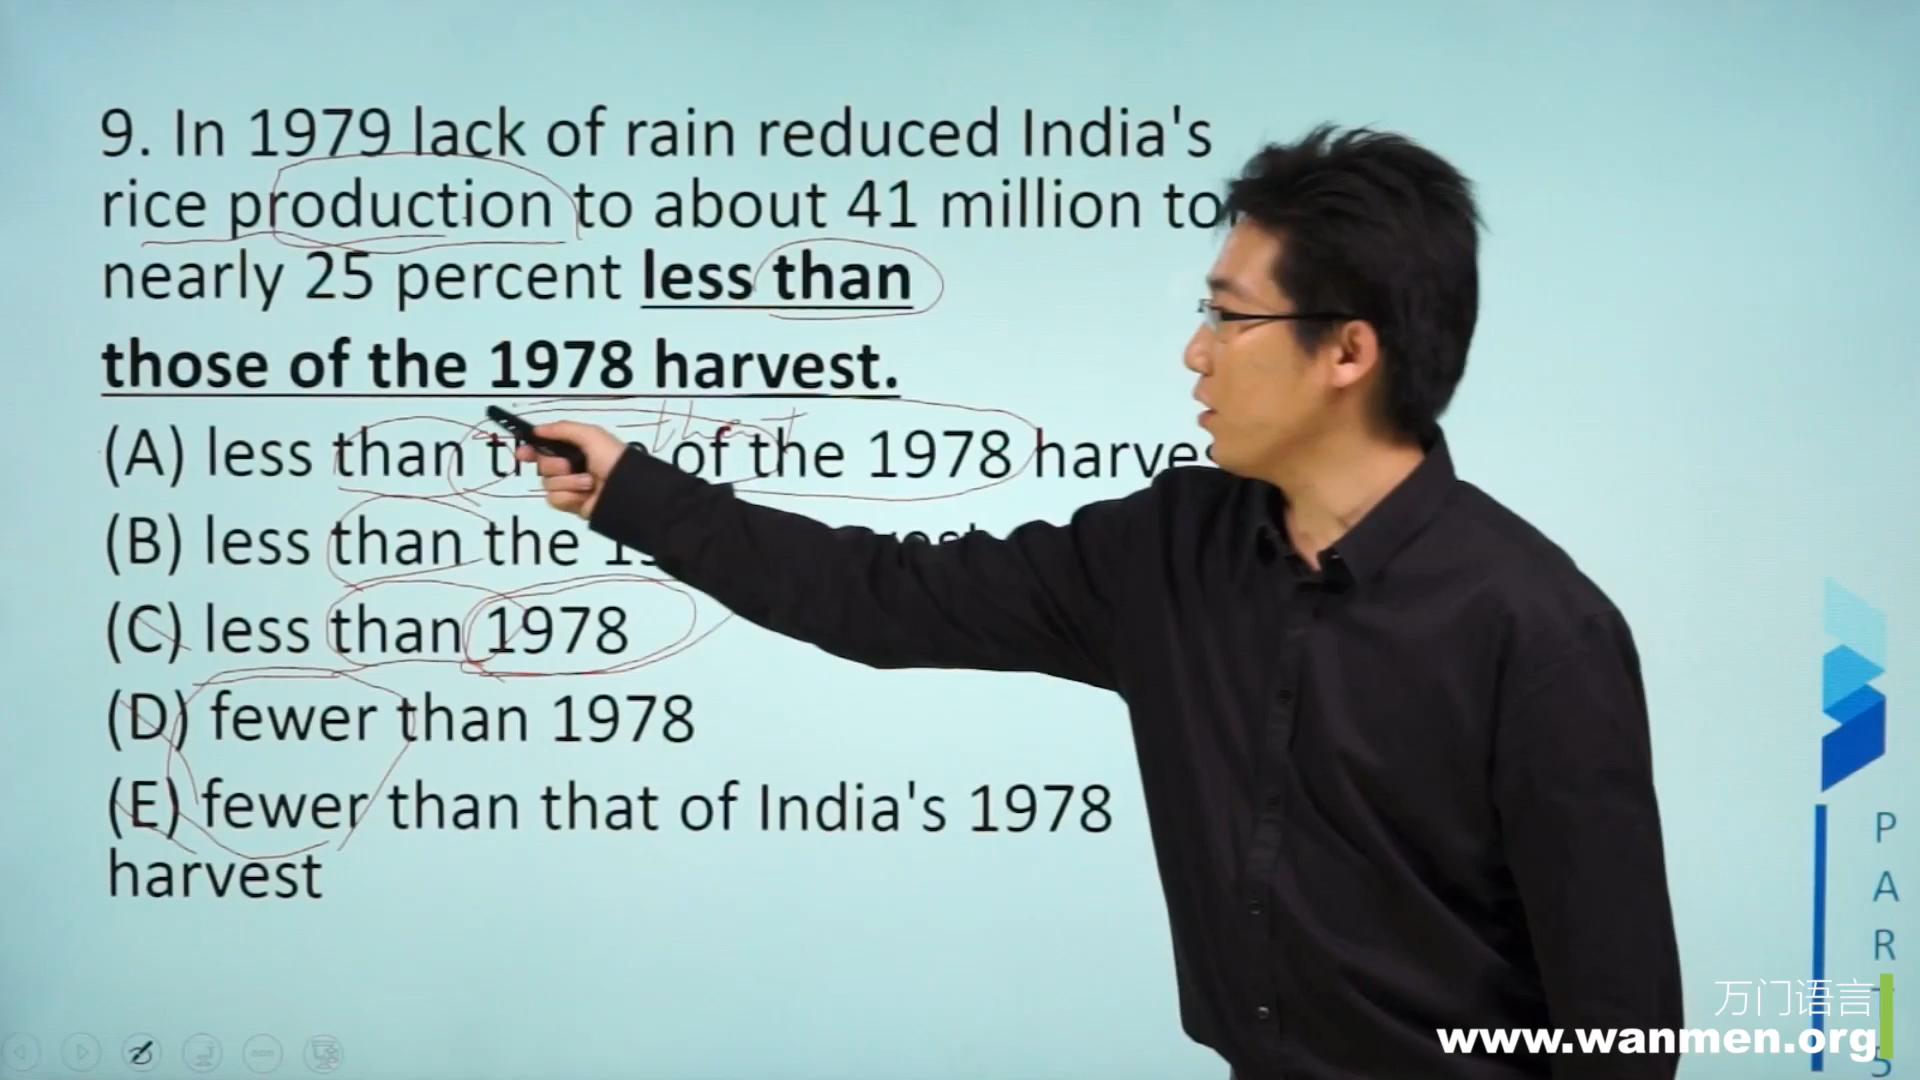 9. In 1979 lack of rain reduced India's
rice production to about 41 million
nearly 25 percent less than
those of the 1978 harvest.
that
(A) less than of the 1978
(B) less than the
(C) less than 1978
(D) fewer than 1978
(E) fewer than that of India's 1978
harvest
P
A
R
5
万门语言
www.wanmen.org